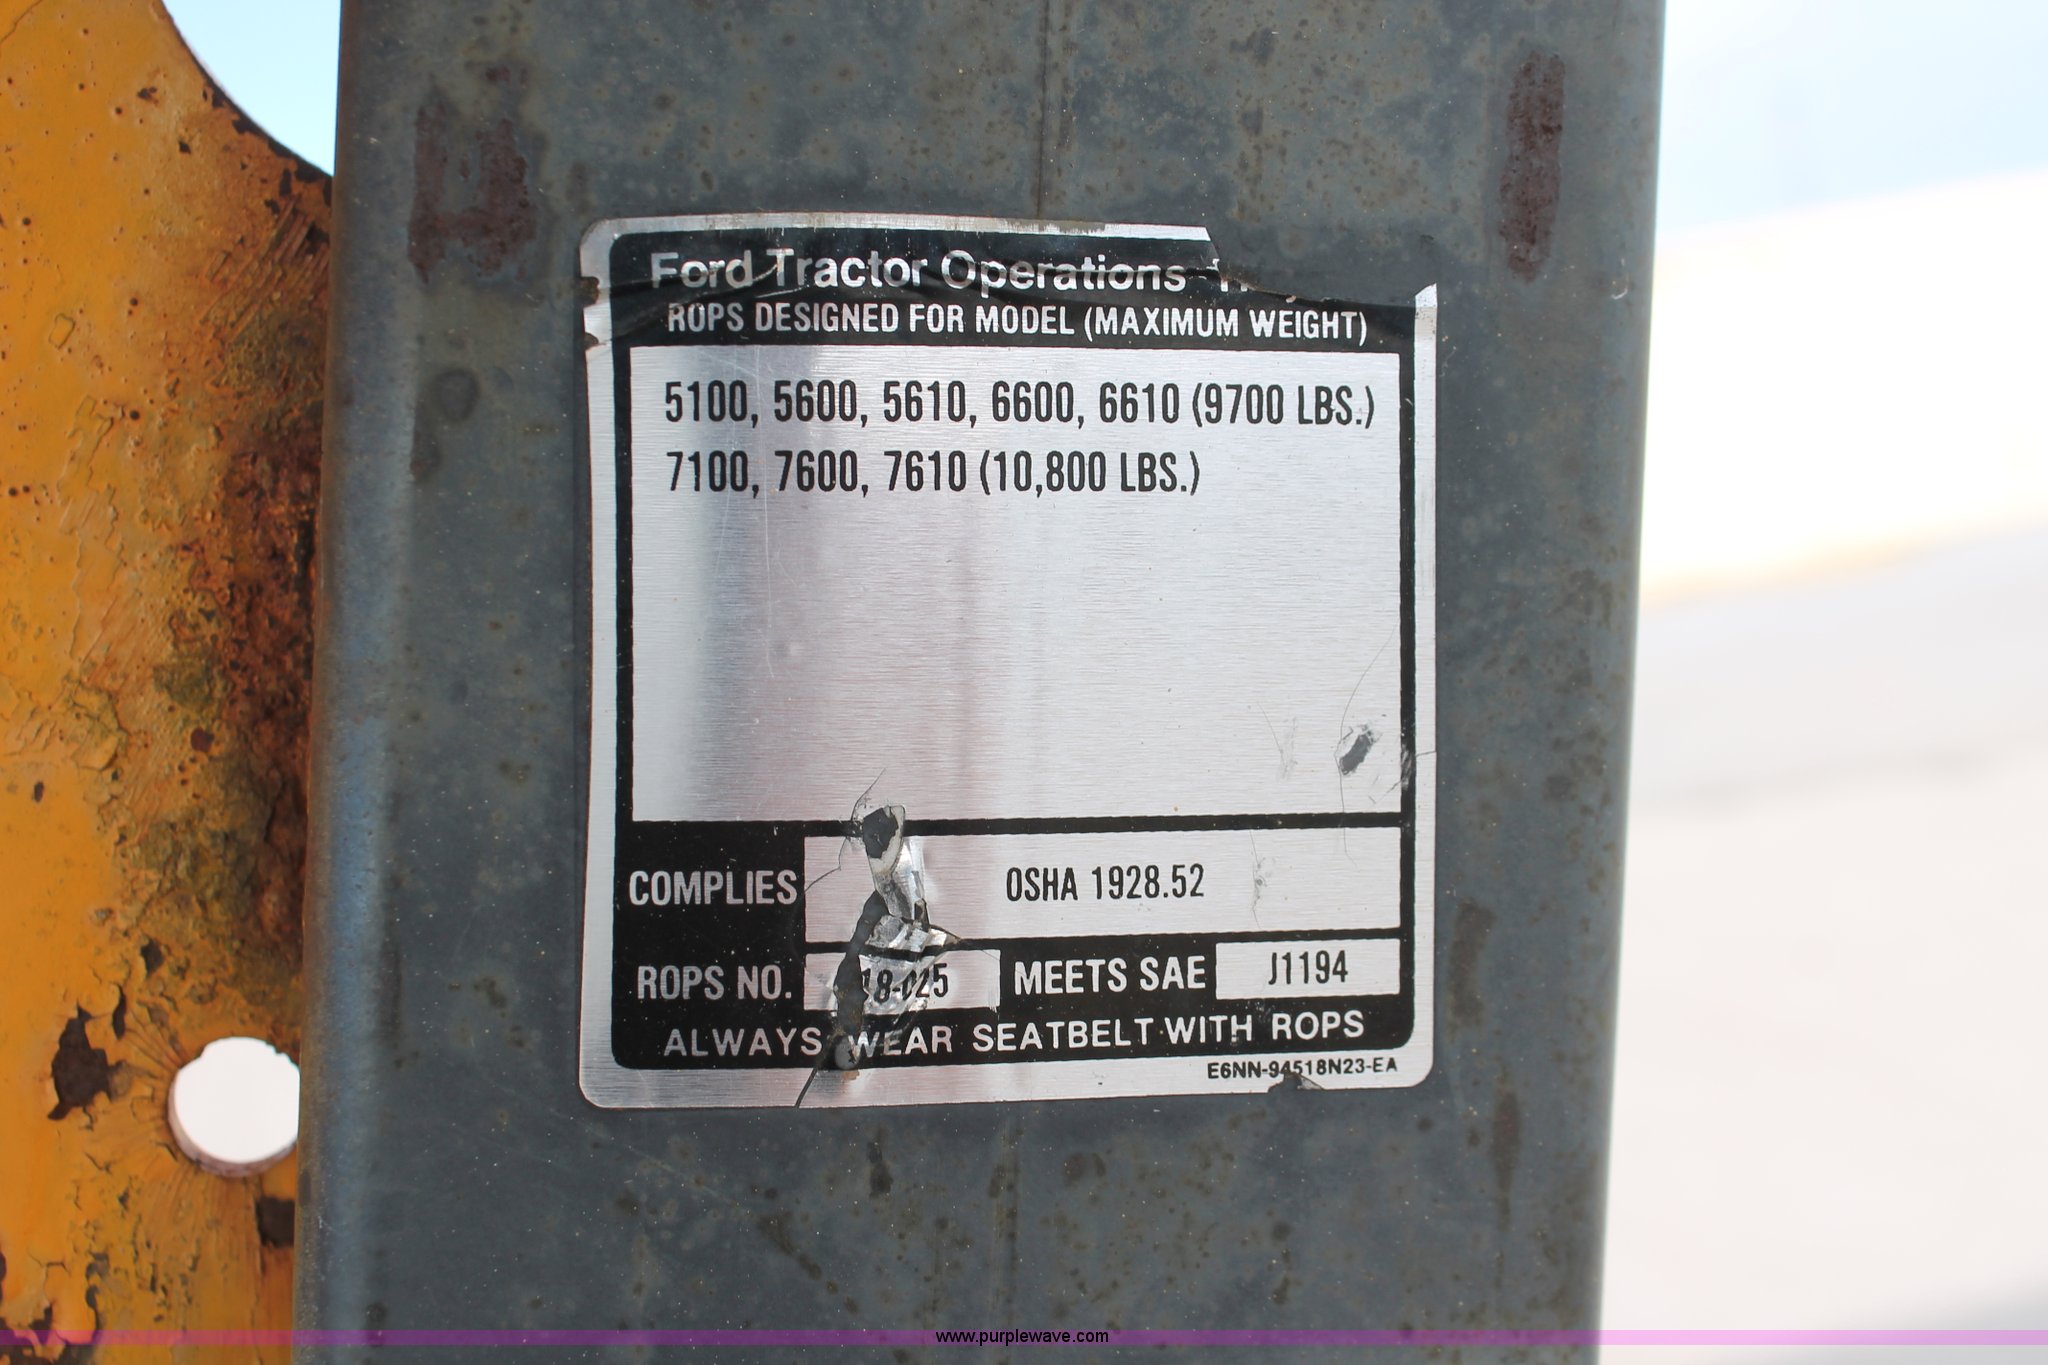 Ford Tractor Operations
ROPS DESIGNED FOR MODEL (MAXIMUM WEIGHT)
5100, 5600, 5610, 6600, 6610 (9700 LBS.)
7100, 7600, 7610 (10,800 LBS.)
COMPLIES OSHA 1928.52
ROPS NO. MEETS SAE J1194
ALWAYS WEAR SEATBELT WITH ROPS
E6NN-94518N23-EA
www.purplewave.com